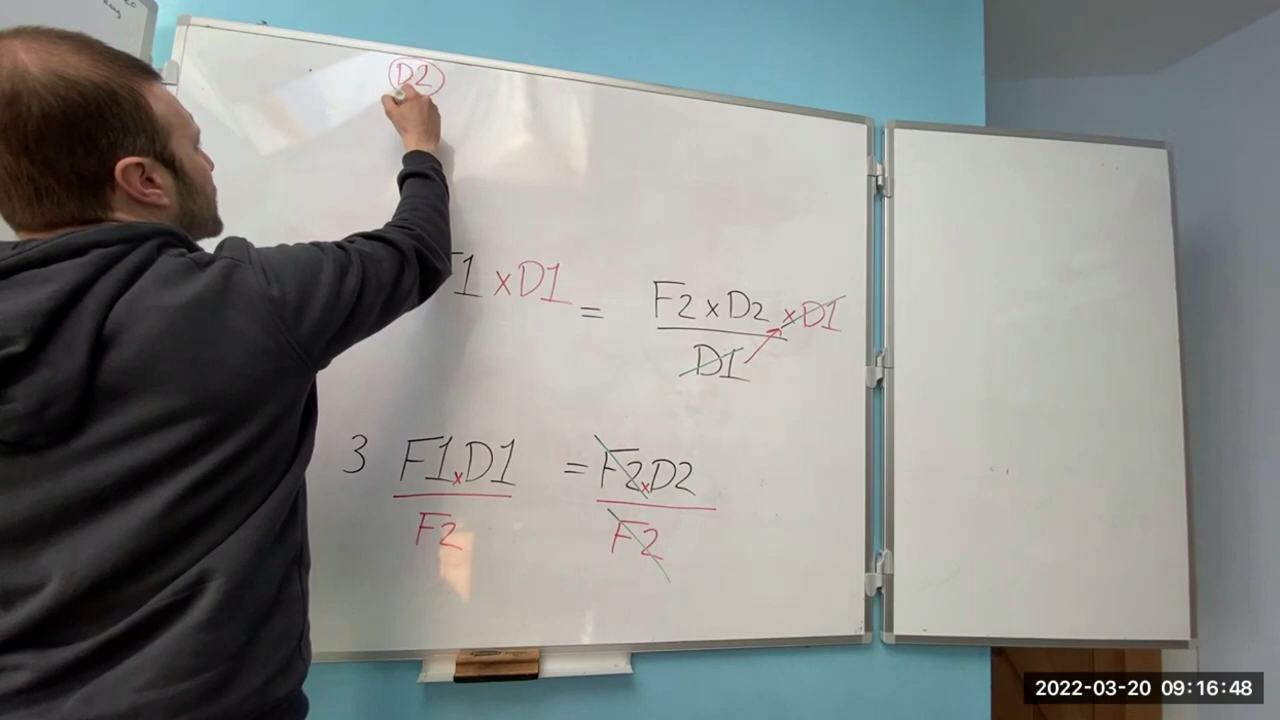 D2
F1 x D1 = F2 x D2 x D1
D1
3 F1 x D1 = F2 x D2
F2 F2
2022-03-20 09:16:48